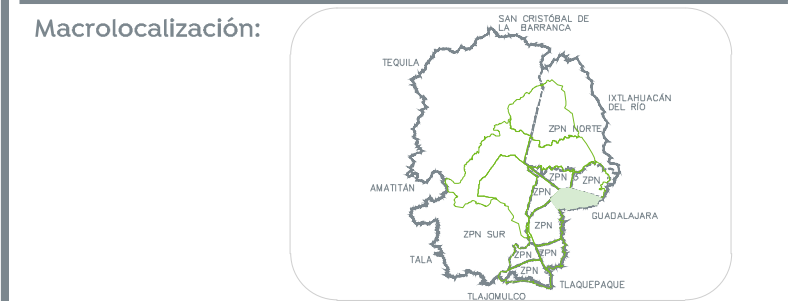 Macrolocalización:
SAN CRISTÓBAL DE
LA BARRANCA
TEQUILA
IXTLAHUACÁN
DEL RÍO
ZPN NORTE
ZPN
ZPN
AMATITÁN
ZPN
GUADALAJARA
ZPN
ZPN SUR
ZPN
ZPN
TALA
ZPN
TLAQUEPAQUE
TLAJOMULCO